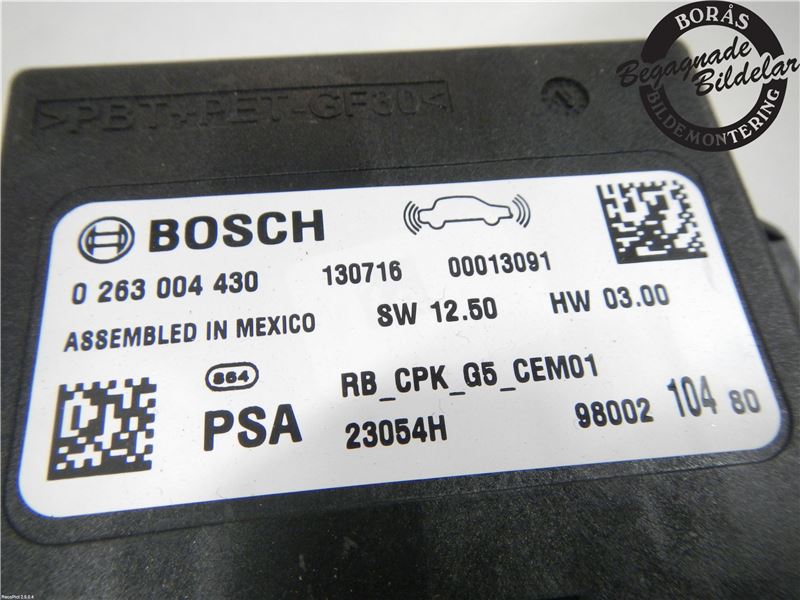 BORÅS
Begagnade
Bildelar
BILDEMONTERING
>PBT+PET-GF30<
BOSCH
0 263 004 430 130716 00013091
ASSEMBLED IN MEXICO SW 12.50 HW 03.00
864 RB_CPK_G5_CEM01
PSA 23054H 98002 104 80